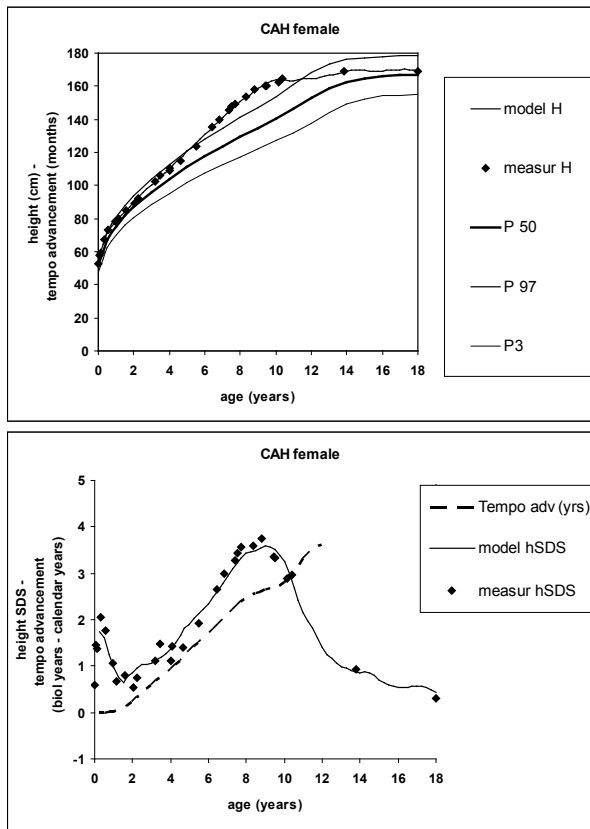 CAH female
180
160
140
120
100
80
60
40
20
0
0 2 4 6 8 10 12 14 16 18
height (cm) -
tempo advancement (months)
age (years)
model H
measur H
P 50
P 97
P3
CAH female
5
4
3
2
1
0
-1
0 2 4 6 8 10 12 14 16 18
height SDS -
tempo advancement
(biol years - calendar years)
age (years)
Tempo adv (yrs)
model hSDS
measur hSDS